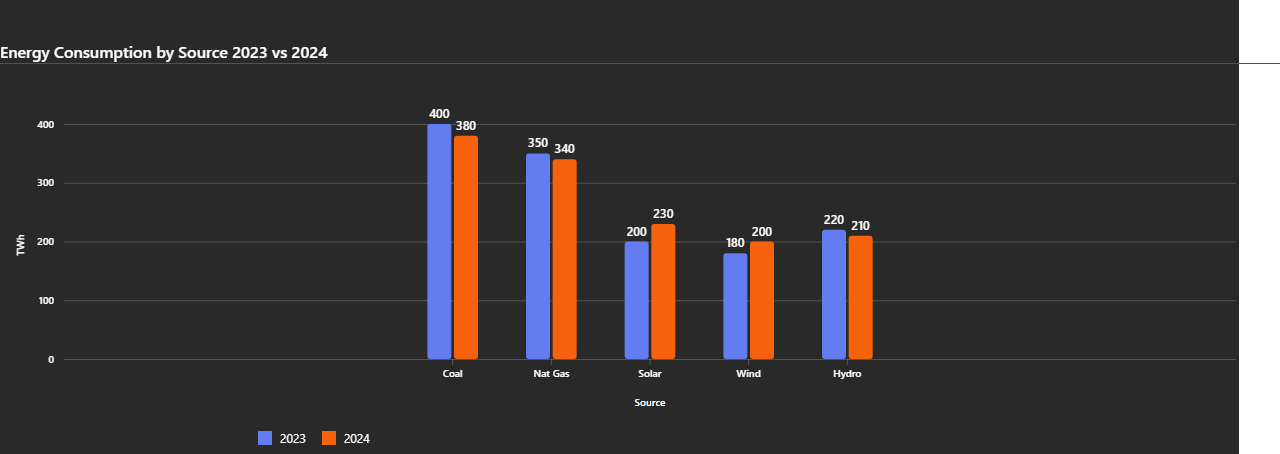 Energy Consumption by Source 2023 vs 2024
400
380
350
340
200
230
180
200
220
210
400
300
200
100
0
TWh
Coal
Nat Gas
Solar
Wind
Hydro
Source
2023
2024